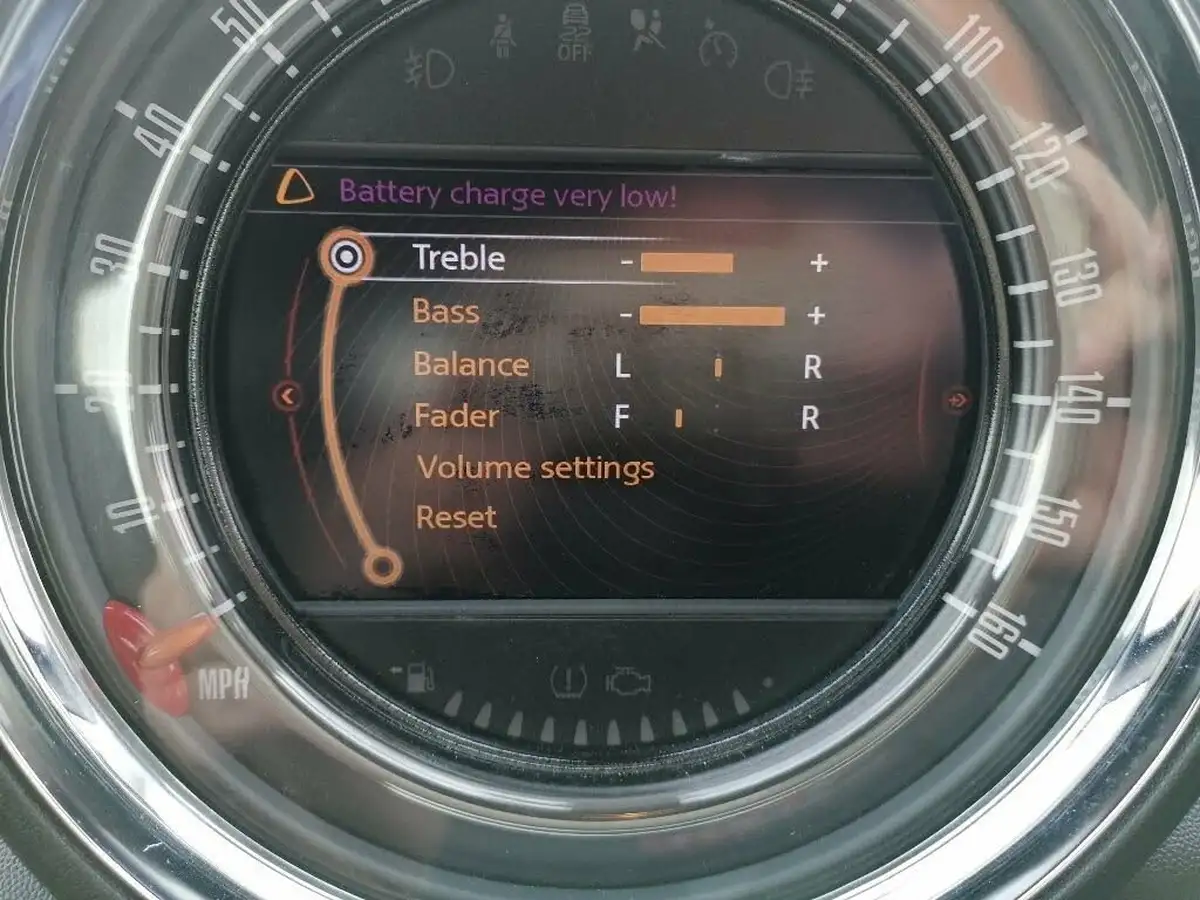 50
110
OFF
40
120
Battery charge very low!
Treble - +
30
130
Bass - +
Balance L R
20
140
Fader F R
Volume settings
10
150
Reset
160
MPH